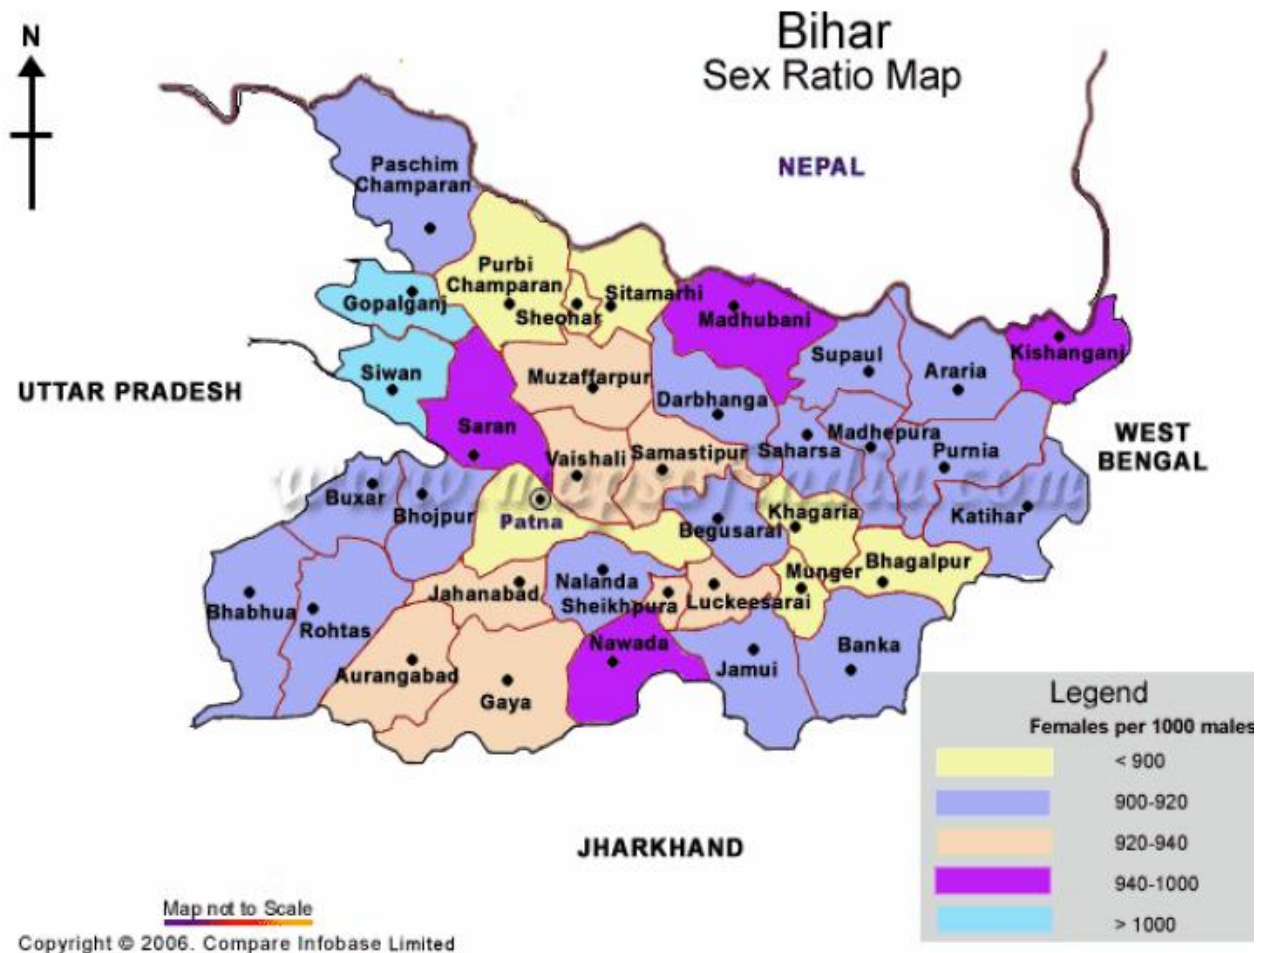 Bihar
Sex Ratio Map
N
NEPAL
UTTAR PRADESH
WEST
BENGAL
JHARKHAND
Paschim
Champaran
Purbi
Champaran
Gopalganj
Sheohar
Sitamarhi
Madhubani
Kishanganj
Siwan
Muzaffarpur
Supaul
Araria
Darbhanga
Saran
Madhepura
Vaishali
Samastipur
Saharsa
Purnia
www.mapsofindia.com
Buxar
Bhojpur
Patna
Begusarai
Khagaria
Katihar
Bhabhua
Rohtas
Jahanabad
Nalanda
Sheikhpura
Luckeesarai
Munger
Bhagalpur
Aurangabad
Gaya
Nawada
Jamui
Banka
Legend
Females per 1000 males
< 900
900-920
920-940
940-1000
> 1000
Map not to Scale
Copyright © 2006. Compare Infobase Limited